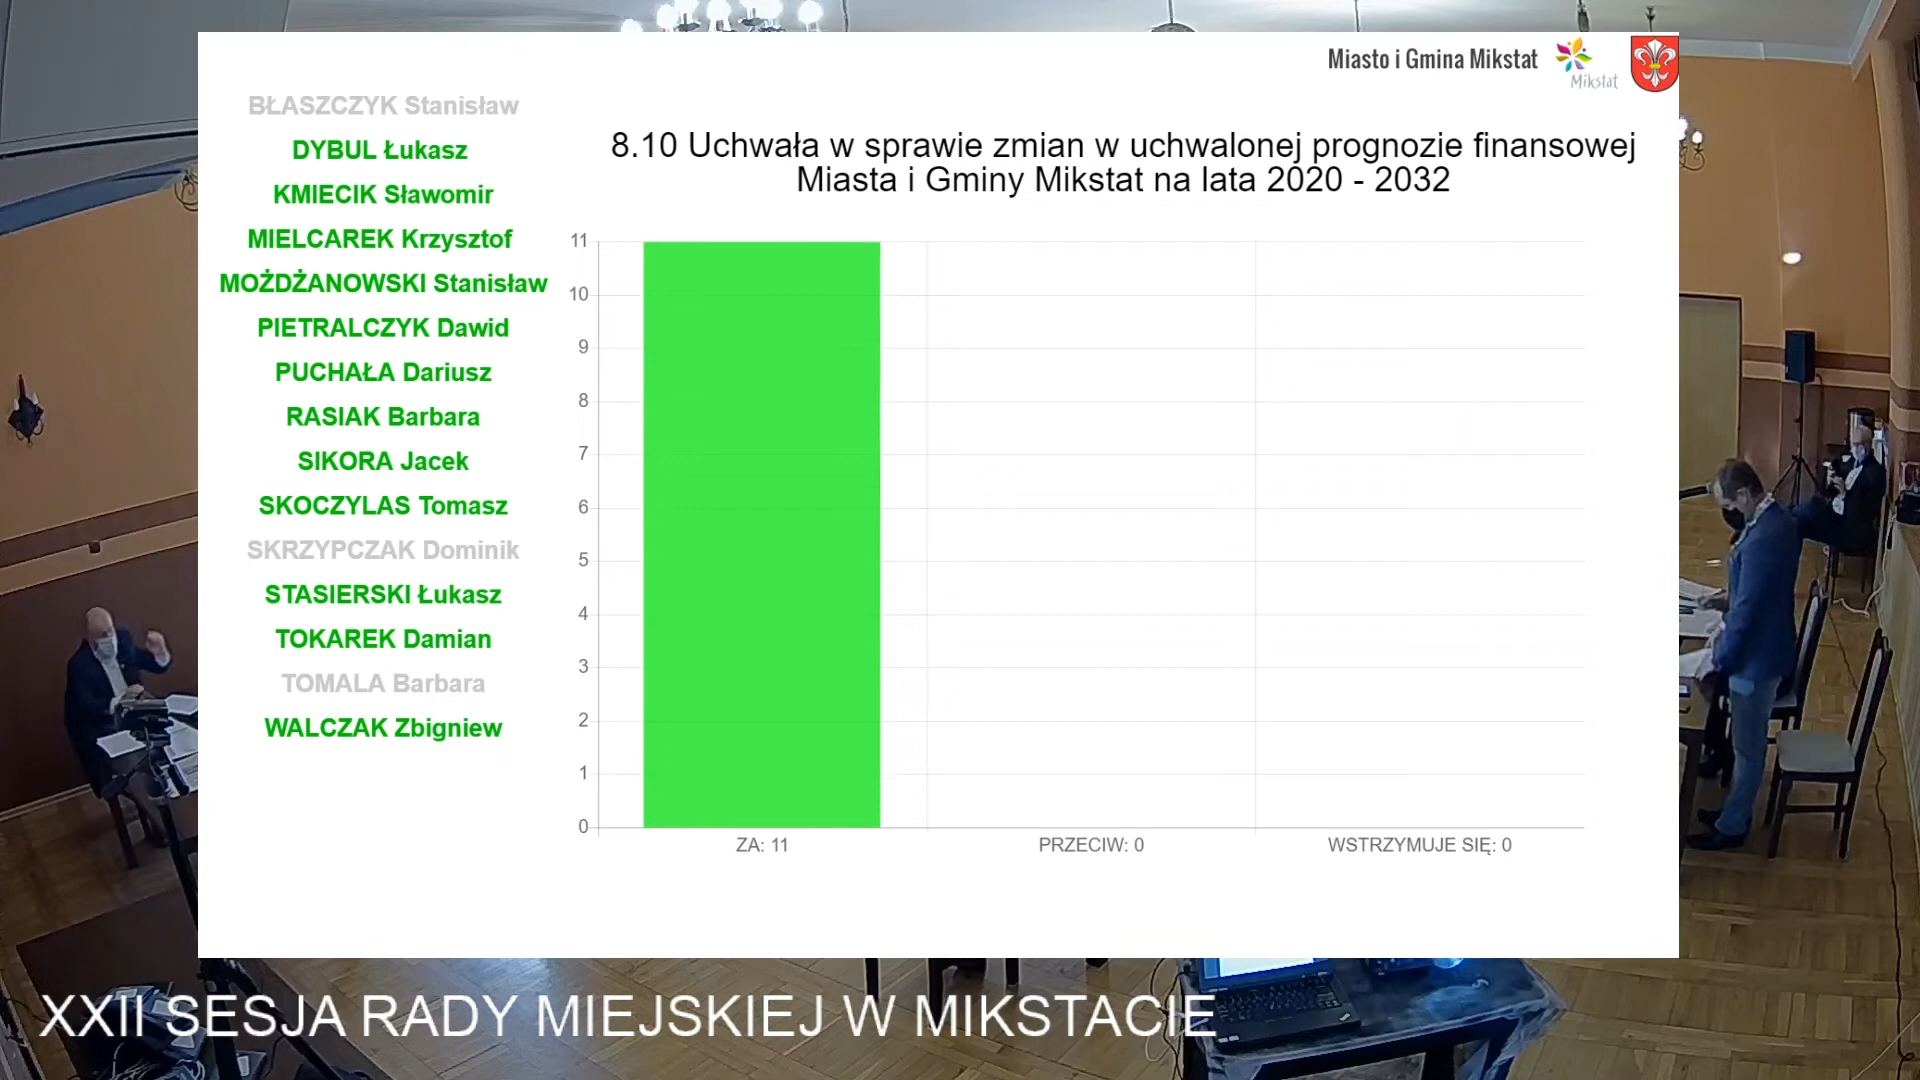 Miasto i Gmina Mikstat
Mikstat
BŁASZCZYK Stanisław
DYBUL Łukasz
KMIECIK Sławomir
MIELCAREK Krzysztof
MOŻDŻANOWSKI Stanisław
PIETRALCZYK Dawid
PUCHAŁA Dariusz
RASIAK Barbara
SIKORA Jacek
SKOCZYLAS Tomasz
SKRZYPCZAK Dominik
STASIERSKI Łukasz
TOKAREK Damian
TOMALA Barbara
WALCZAK Zbigniew
8.10 Uchwała w sprawie zmian w uchwalonej prognozie finansowej
Miasta i Gminy Mikstat na lata 2020 - 2032
11
10
9
8
7
6
5
4
3
2
1
0
ZA: 11
PRZECIW: 0
WSTRZYMUJE SIĘ: 0
XXII SESJA RADY MIEJSKIEJ W MIKSTACIE